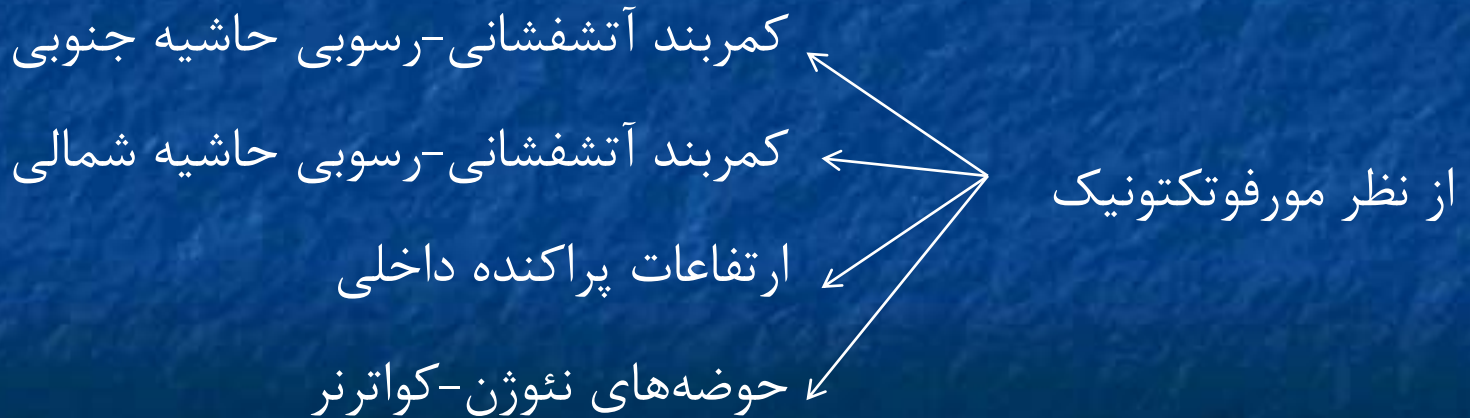 از نظر مورفوتکتونیک
کمربند آتشفشانی-رسوبی حاشیه جنوبی
کمربند آتشفشانی-رسوبی حاشیه شمالی
ارتفاعات پراکنده داخلی
حوضه‌های نئوژن-کواترنر